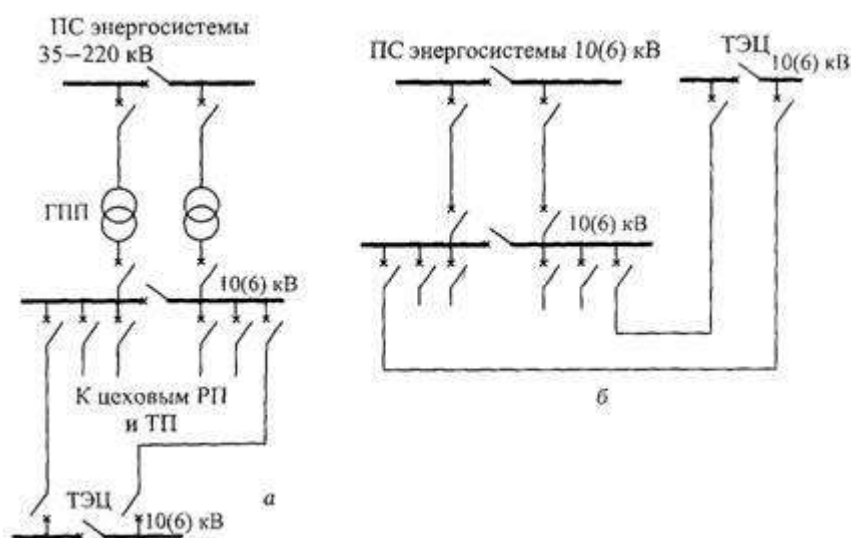 ПС энергосистемы
35–220 кВ
ГПП
10(6) кВ
К цеховым РП
и ТП
ТЭЦ
10(6) кВ
а
ПС энергосистемы 10(6) кВ
ТЭЦ
10(6) кВ
10(6) кВ
б